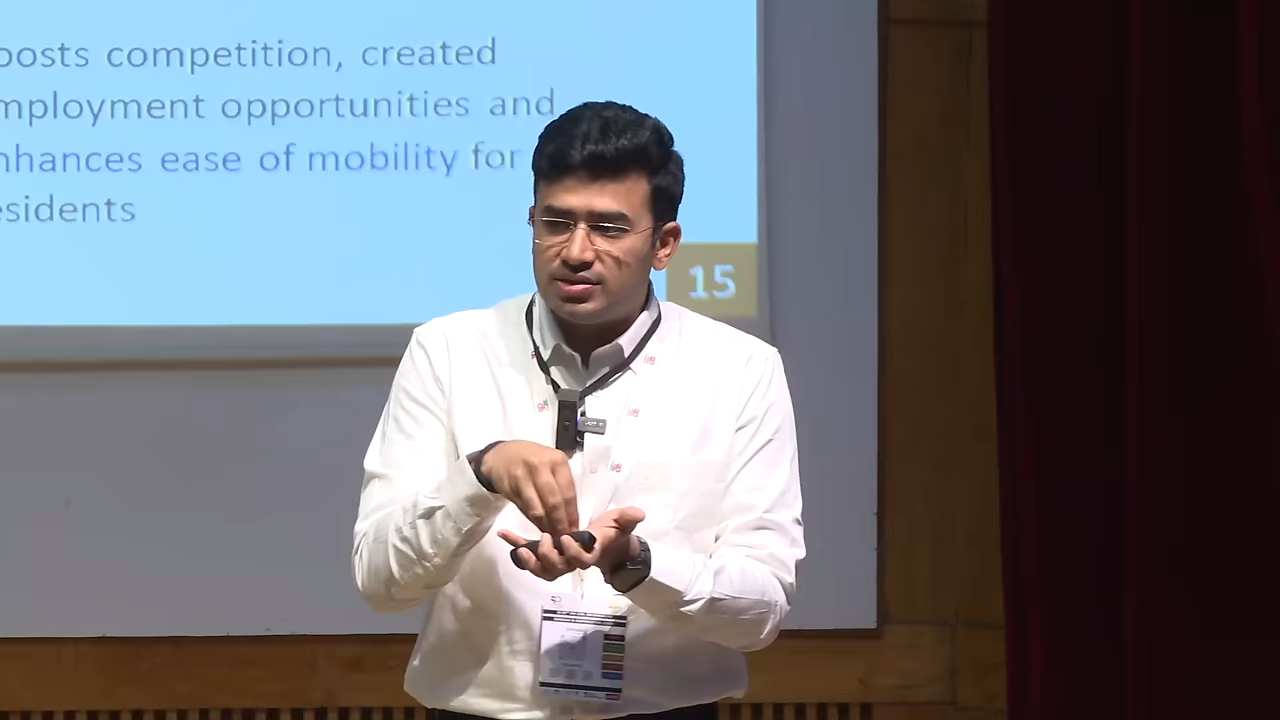 oosts competition, created
mployment opportunities and
nhances ease of mobility for
esidents
15